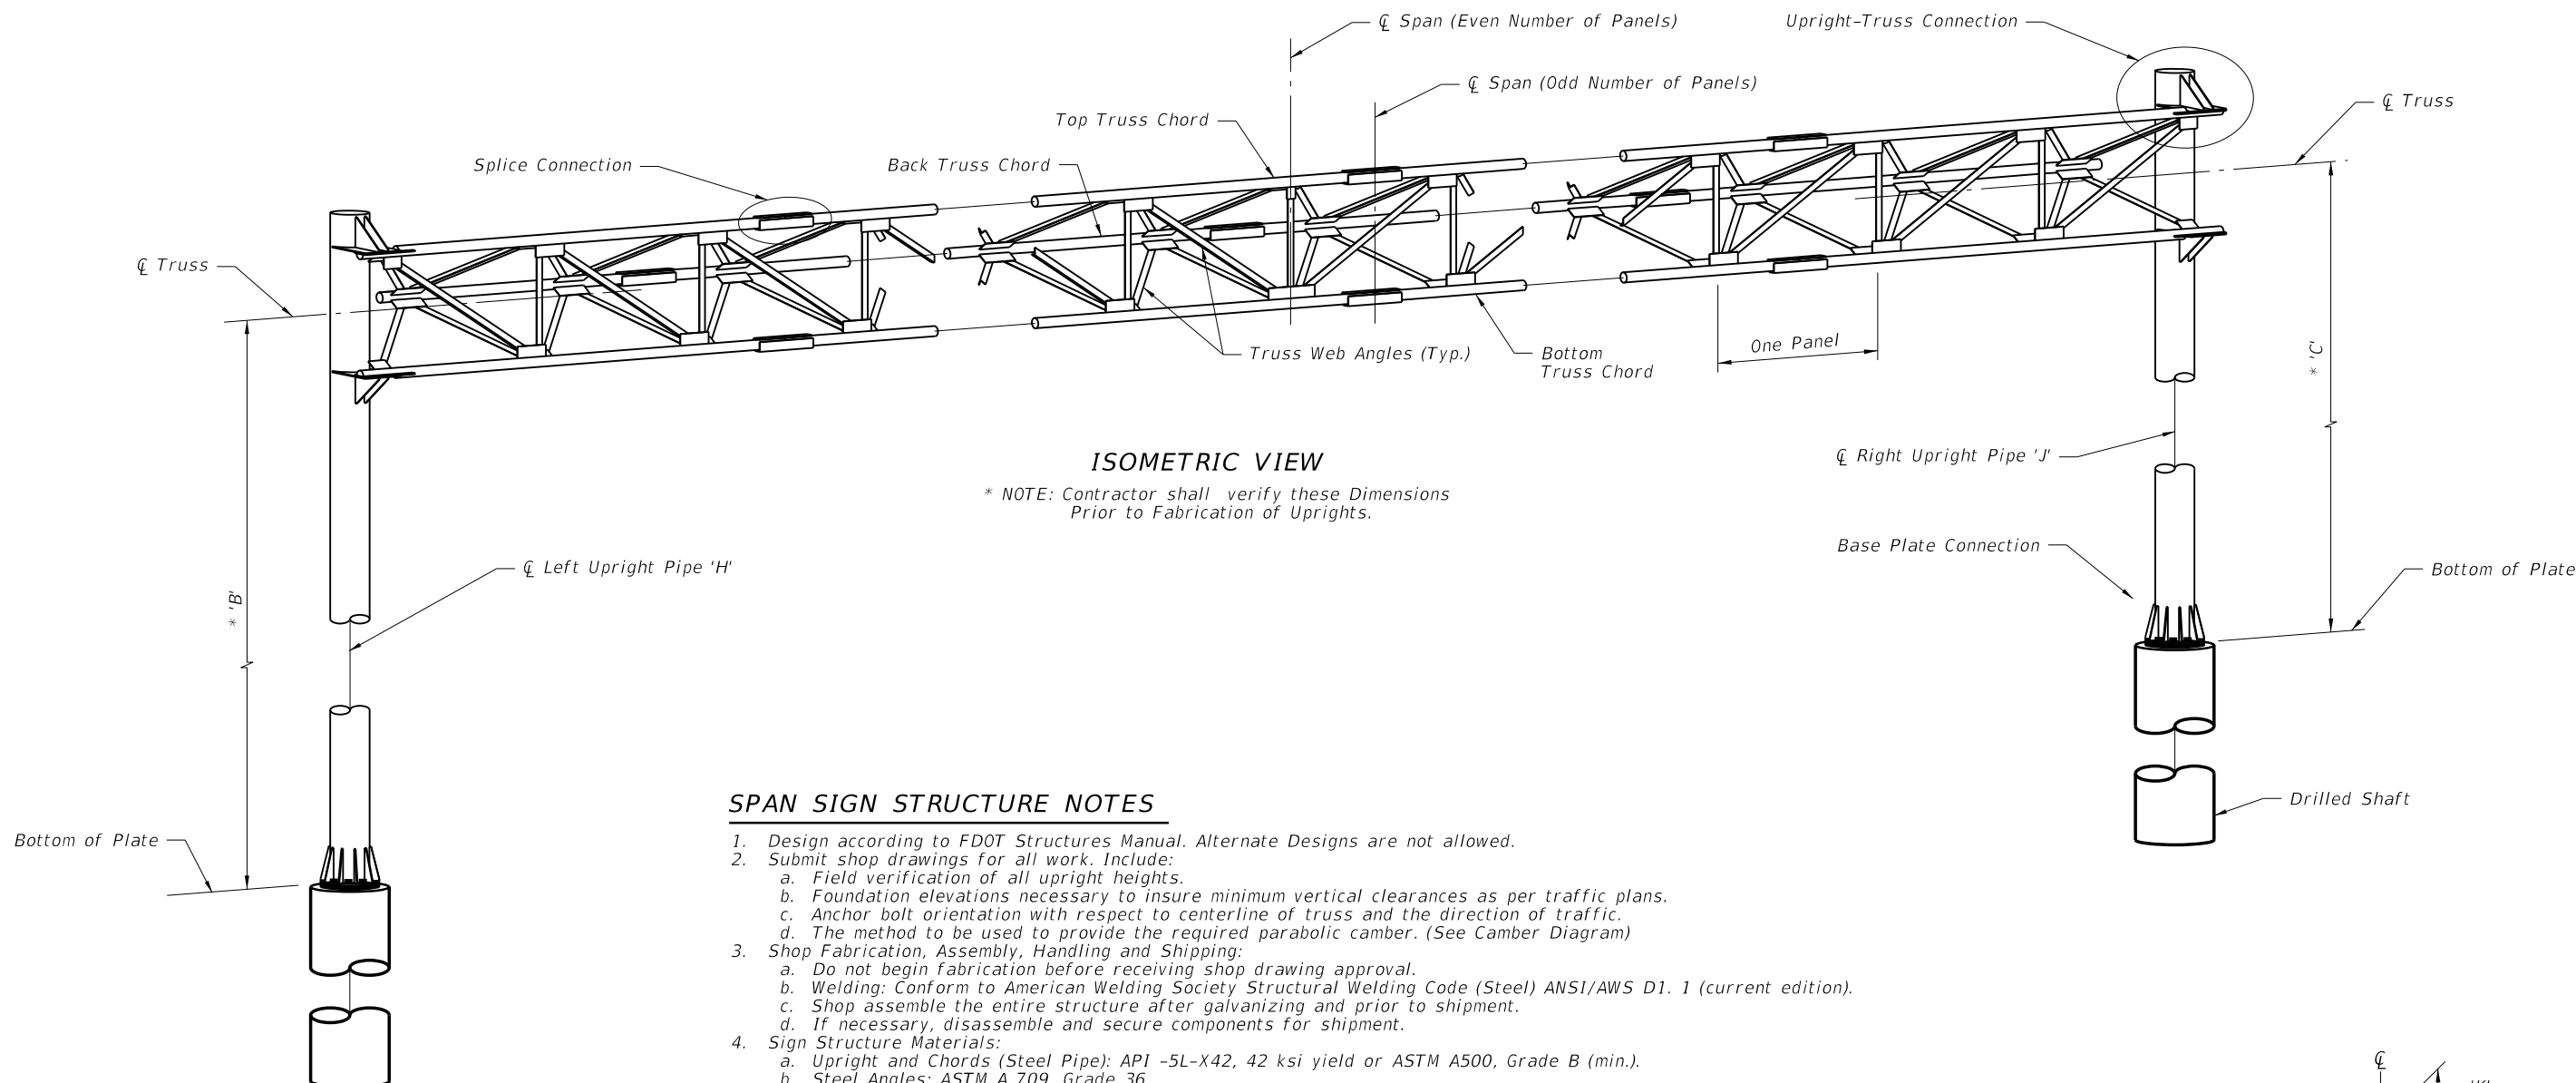 ℄ Span (Even Number of Panels)
Upright-Truss Connection
℄ Span (Odd Number of Panels)
℄ Truss
Top Truss Chord
Splice Connection
Back Truss Chord
℄ Truss
One Panel
Truss Web Angles (Typ.)
Bottom
Truss Chord
* 'C'
ISOMETRIC VIEW
* NOTE: Contractor shall verify these Dimensions
Prior to Fabrication of Uprights.
℄ Right Upright Pipe 'J'
Base Plate Connection
Bottom of Plate
℄ Left Upright Pipe 'H'
* 'B'
Drilled Shaft
Bottom of Plate
SPAN SIGN STRUCTURE NOTES
1. Design according to FDOT Structures Manual. Alternate Designs are not allowed.
2. Submit shop drawings for all work. Include:
a. Field verification of all upright heights.
b. Foundation elevations necessary to insure minimum vertical clearances as per traffic plans.
c. Anchor bolt orientation with respect to centerline of truss and the direction of traffic.
d. The method to be used to provide the required parabolic camber. (See Camber Diagram)
3. Shop Fabrication, Assembly, Handling and Shipping:
a. Do not begin fabrication before receiving shop drawing approval.
b. Welding: Conform to American Welding Society Structural Welding Code (Steel) ANSI/AWS D1. 1 (current edition).
c. Shop assemble the entire structure after galvanizing and prior to shipment.
d. If necessary, disassemble and secure components for shipment.
4. Sign Structure Materials:
a. Upright and Chords (Steel Pipe): API -5L-X42, 42 ksi yield or ASTM A500, Grade B (min.).
b. Steel Angles: ASTM A 709, Grade 36
℄